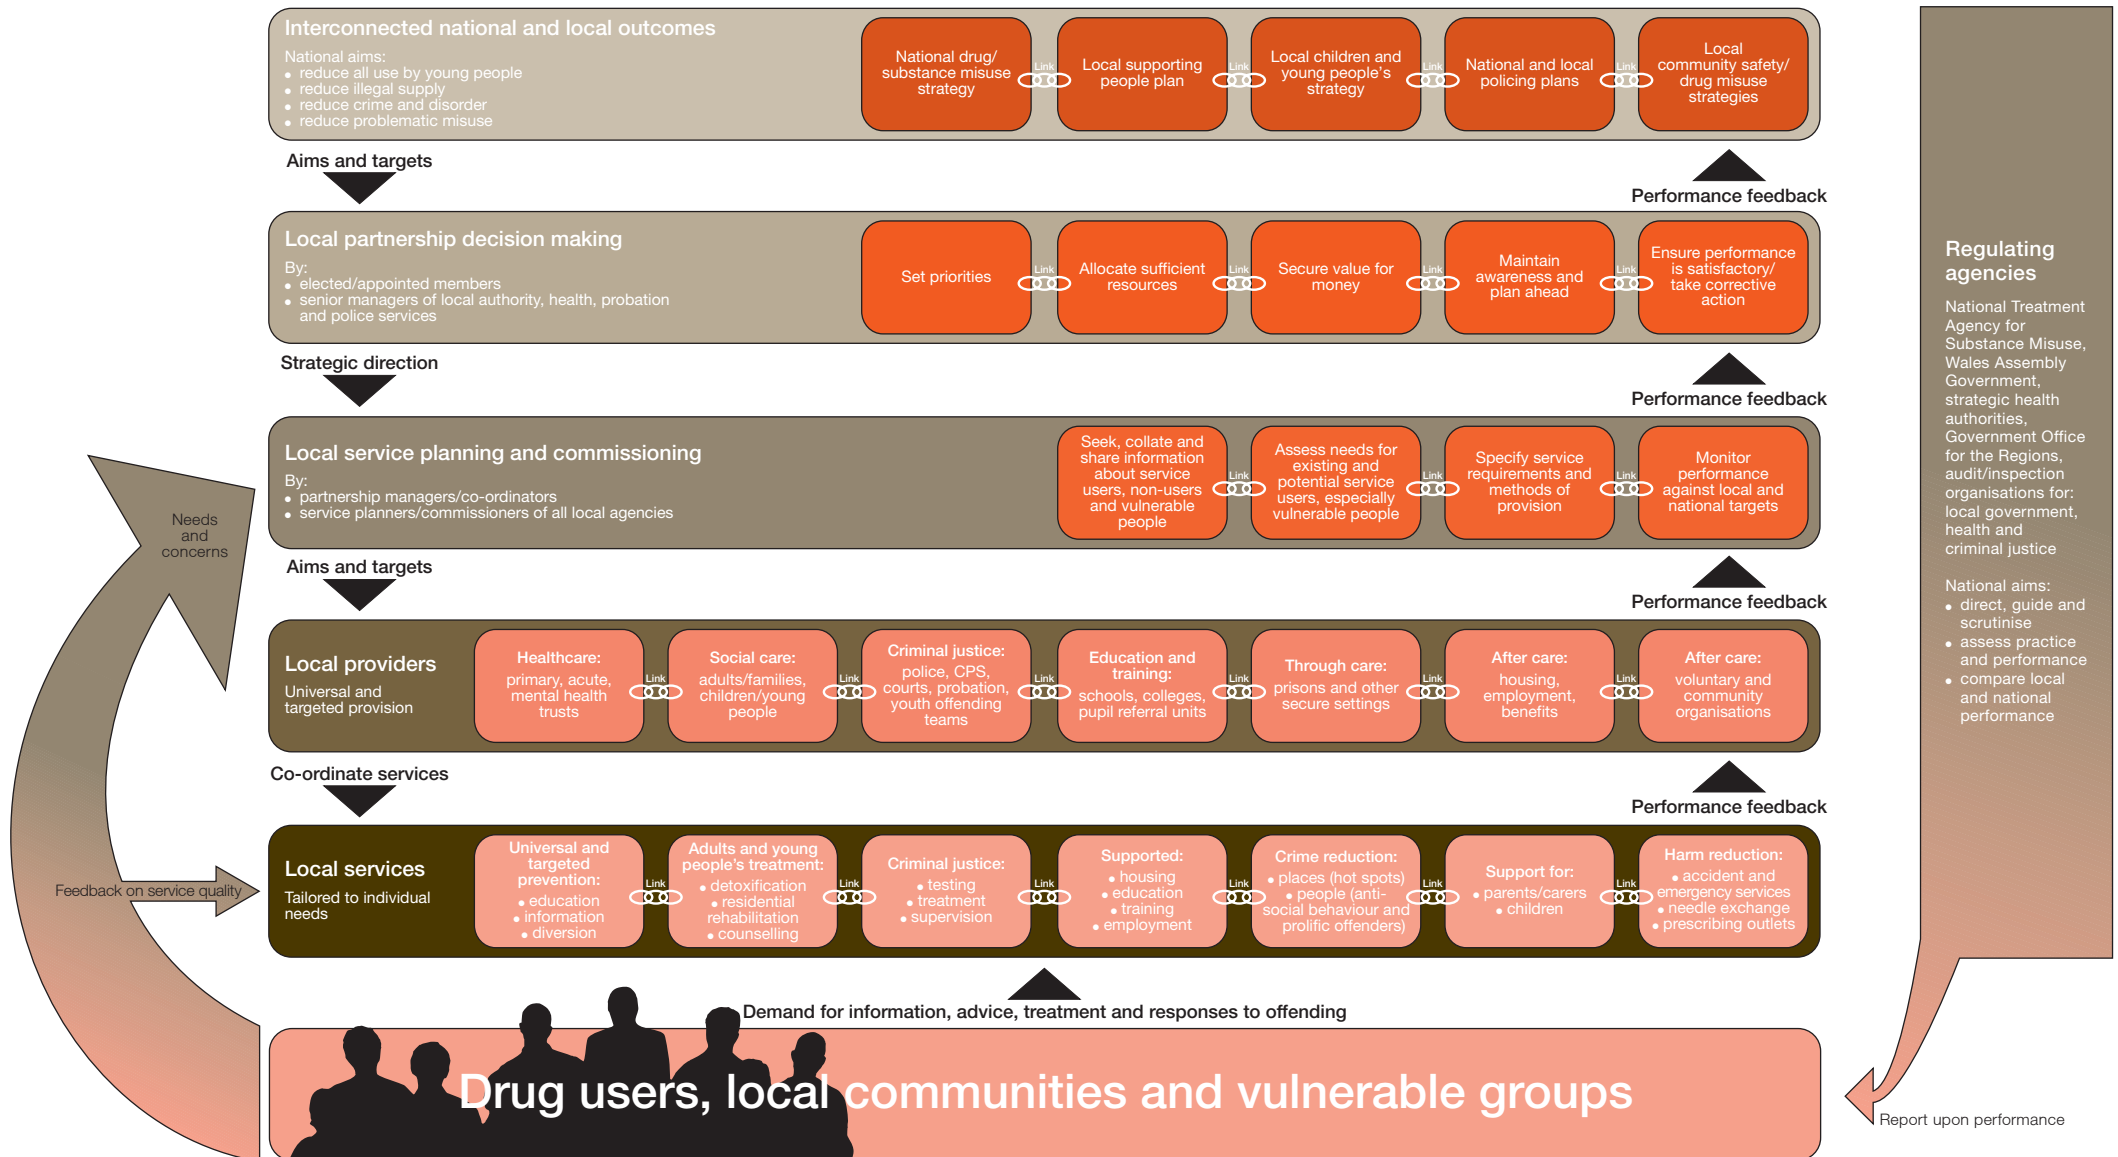 Interconnected national and local outcomes
National aims:
• reduce all use by young people
• reduce illegal supply
• reduce crime and disorder
• reduce problematic misuse
National drug/
substance misuse
strategy
Link
Local supporting
people plan
Link
Local children and
young people's
strategy
Link
National and local
policing plans
Link
Local
community safety/
drug misuse
strategies
Aims and targets
Performance feedback
Local partnership decision making
By:
• elected/appointed members
• senior managers of local authority, health, probation
and police services
Set priorities
Link
Allocate sufficient
resources
Link
Secure value for
money
Link
Maintain
awareness and
plan ahead
Link
Ensure performance
is satisfactory/
take corrective
action
Strategic direction
Performance feedback
Local service planning and commissioning
By:
• partnership managers/co-ordinators
• service planners/commissioners of all local agencies
Seek, collate and
share information
about service
users, non-users
and vulnerable
people
Link
Assess needs for
existing and
potential service
users, especially
vulnerable people
Link
Specify service
requirements and
methods of
provision
Link
Monitor
performance
against local and
national targets
Aims and targets
Performance feedback
Local providers
Universal and
targeted provision
Healthcare:
primary, acute,
mental health
trusts
Link
Social care:
adults/families,
children/young
people
Link
Criminal justice:
police, CPS,
courts, probation,
youth offending
teams
Link
Education and
training:
schools, colleges,
pupil referral units
Link
Through care:
prisons and other
secure settings
Link
After care:
housing,
employment,
benefits
Link
After care:
voluntary and
community
organisations
Co-ordinate services
Performance feedback
Local services
Tailored to individual
needs
Universal and
targeted
prevention:
• education
• information
• diversion
Link
Adults and young
people's treatment:
• detoxification
• residential
rehabilitation
• counselling
Link
Criminal justice:
• testing
• treatment
• supervision
Link
Supported:
• housing
• education
• training
• employment
Link
Crime reduction:
• places (hot spots)
• people (anti-
social behaviour and
prolific offenders)
Link
Support for:
• parents/carers
• children
Link
Harm reduction:
• accident and
emergency services
• needle exchange
• prescribing outlets
Demand for information, advice, treatment and responses to offending
Drug users, local communities and vulnerable groups
Needs
and
concerns
Feedback on service quality
Regulating
agencies
National Treatment
Agency for
Substance Misuse,
Wales Assembly
Government,
strategic health
authorities,
Government Office
for the Regions,
audit/inspection
organisations for:
local government,
health and
criminal justice
National aims:
• direct, guide and
scrutinise
• assess practice
and performance
• compare local
and national
performance
Report upon performance